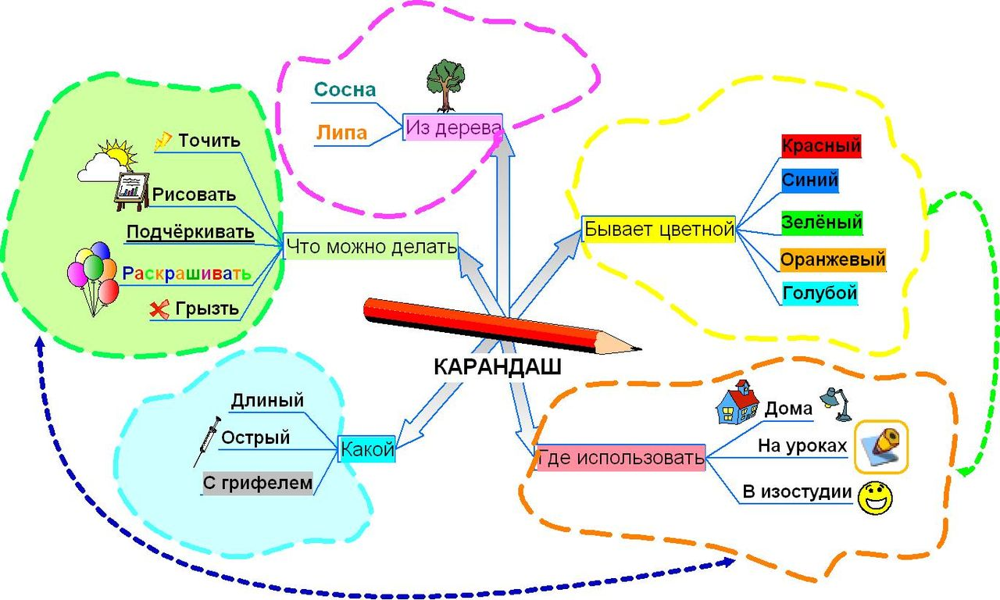 Сосна
Липа
Из дерева
Точить
Рисовать
Подчёркивать
Раскрашивать
Грызть
Что можно делать
Бывает цветной
Красный
Синий
Зелёный
Оранжевый
Голубой
КАРАНДАШ
Длиный
Острый
С грифелем
Какой
Где использовать
Дома
На уроках
В изостудии